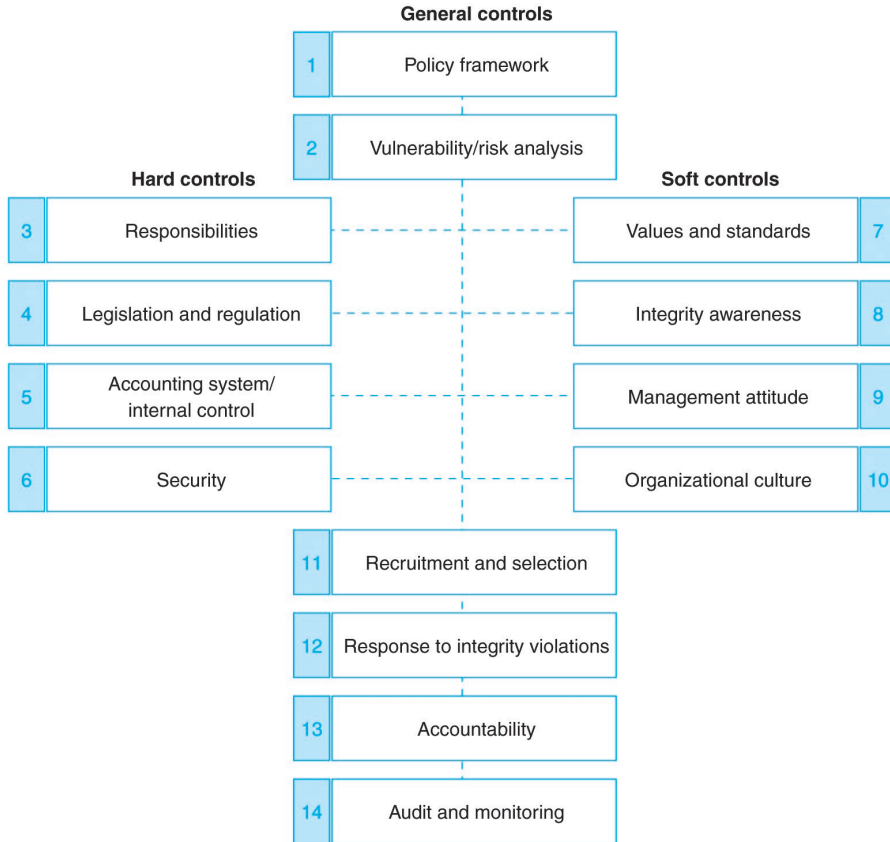 General controls
1
Policy framework
2
Vulnerability/risk analysis
Hard controls
Soft controls
3
Responsibilities
Values and standards
7
4
Legislation and regulation
Integrity awareness
8
5
Accounting system/
internal control
Management attitude
9
6
Security
Organizational culture
10
11
Recruitment and selection
12
Response to integrity violations
13
Accountability
14
Audit and monitoring